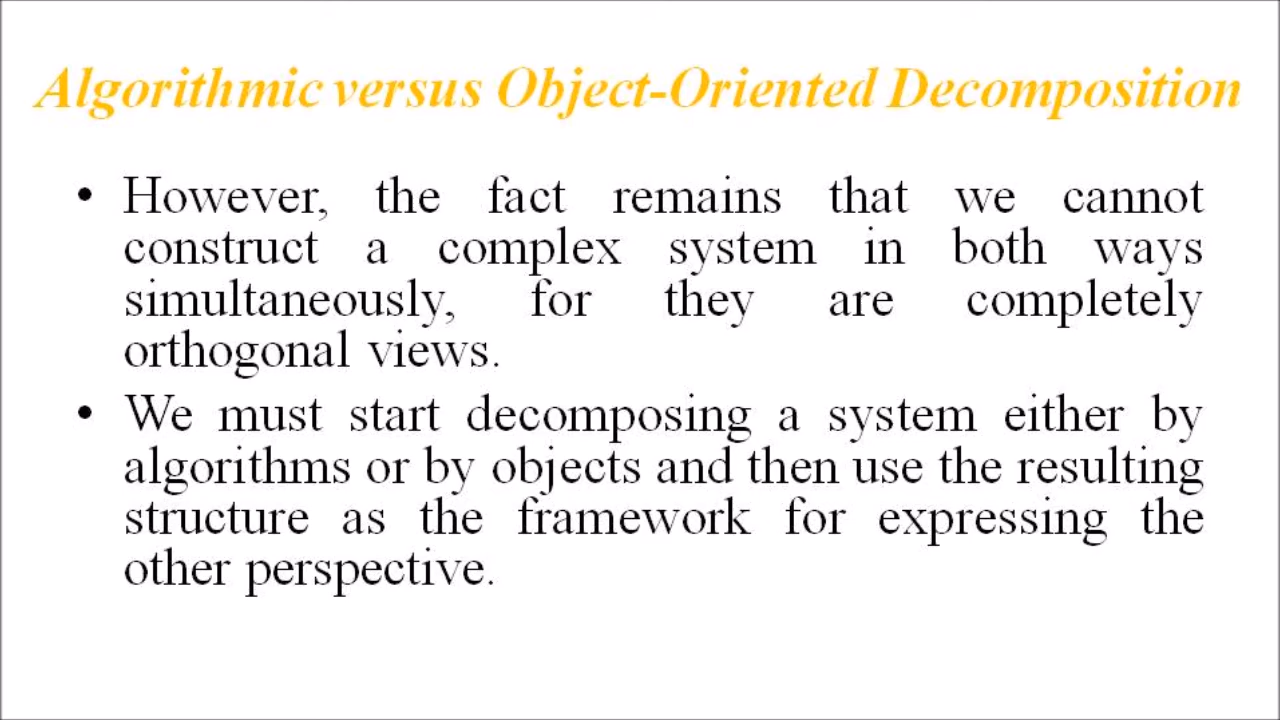 Algorithmic versus Object-Oriented Decomposition
• However, the fact remains that we cannot
construct a complex system in both ways
simultaneously, for they are completely
orthogonal views.
• We must start decomposing a system either by
algorithms or by objects and then use the resulting
structure as the framework for expressing the
other perspective.